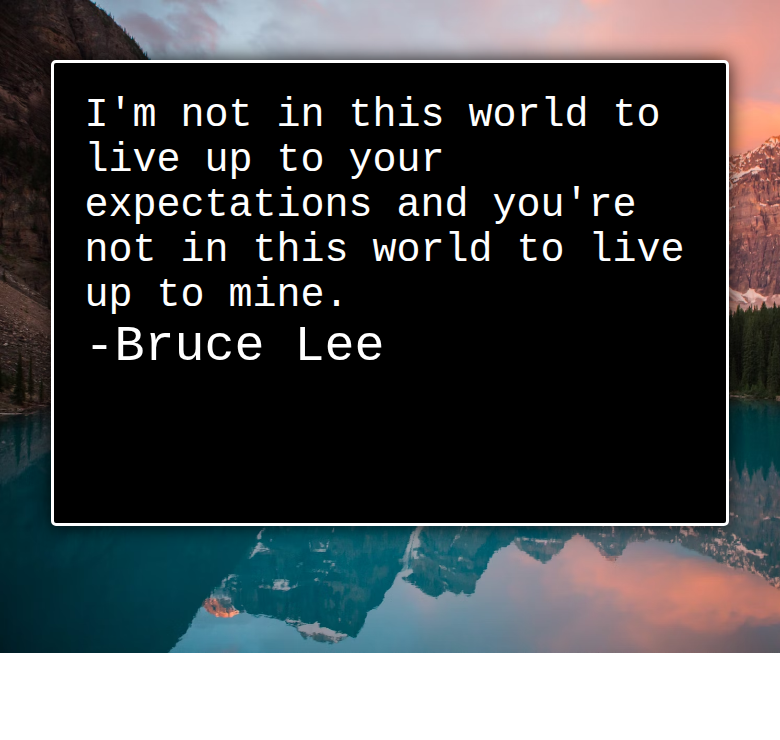 I'm not in this world to
live up to your
expectations and you're
not in this world to live
up to mine.
-Bruce Lee